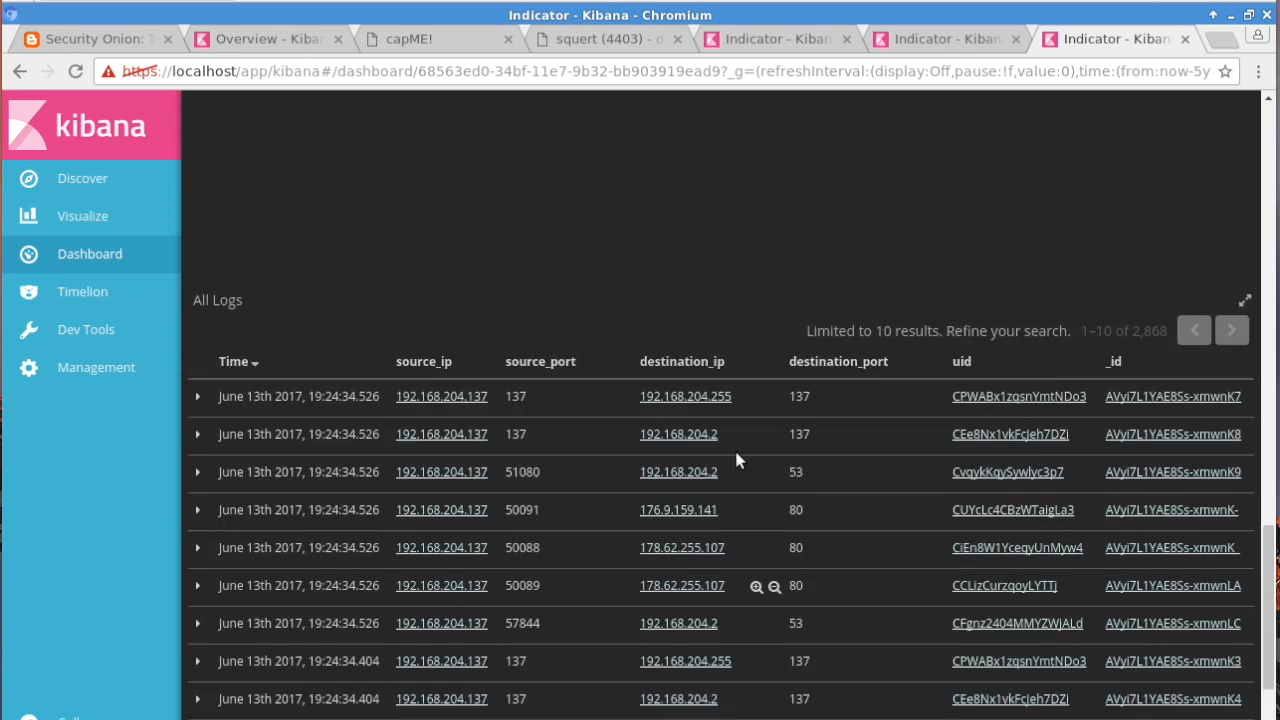 Indicator - Kibana - Chromium
Security Onion: T
Overview - Kiba
capME!
squert (4403) - d
Indicator - Kiban
Indicator - Kiban
Indicator - Kiban
https://localhost/app/kibana#/dashboard/68563ed0-34bf-11e7-9b32-bb903919ead9?_g=(refreshInterval:(display:Off,pause:!f,value:0),time:(from:now-5y
kibana
Discover
Visualize
Dashboard
Timelion
Dev Tools
Management
All Logs
Limited to 10 results. Refine your search. 1–10 of 2,868
Time source_ip source_port destination_ip destination_port uid _id
June 13th 2017, 19:24:34.526 192.168.204.137 137 192.168.204.255 137 CPWABx1zqsnYmtNDo3 AVyi7L1YAE8Ss-xmwnK7
June 13th 2017, 19:24:34.526 192.168.204.137 137 192.168.204.2 137 CEe8Nx1vkFcJeh7DZi AVyi7L1YAE8Ss-xmwnK8
June 13th 2017, 19:24:34.526 192.168.204.137 51080 192.168.204.2 53 CvqykKqySywlyc3p7 AVyi7L1YAE8Ss-xmwnK9
June 13th 2017, 19:24:34.526 192.168.204.137 50091 176.9.159.141 80 CUYcLc4CBzWTaigLa3 AVyi7L1YAE8Ss-xmwnK-
June 13th 2017, 19:24:34.526 192.168.204.137 50088 178.62.255.107 80 CiEn8W1YceqyUnMyw4 AVyi7L1YAE8Ss-xmwnK_
June 13th 2017, 19:24:34.526 192.168.204.137 50089 178.62.255.107 80 CCLizCurzqoyLYTTj AVyi7L1YAE8Ss-xmwnLA
June 13th 2017, 19:24:34.526 192.168.204.137 57844 192.168.204.2 53 CFgnz2404MMYZWjALd AVyi7L1YAE8Ss-xmwnLC
June 13th 2017, 19:24:34.404 192.168.204.137 137 192.168.204.255 137 CPWABx1zqsnYmtNDo3 AVyi7L1YAE8Ss-xmwnK3
June 13th 2017, 19:24:34.404 192.168.204.137 137 192.168.204.2 137 CEe8Nx1vkFcJeh7DZi AVyi7L1YAE8Ss-xmwnK4